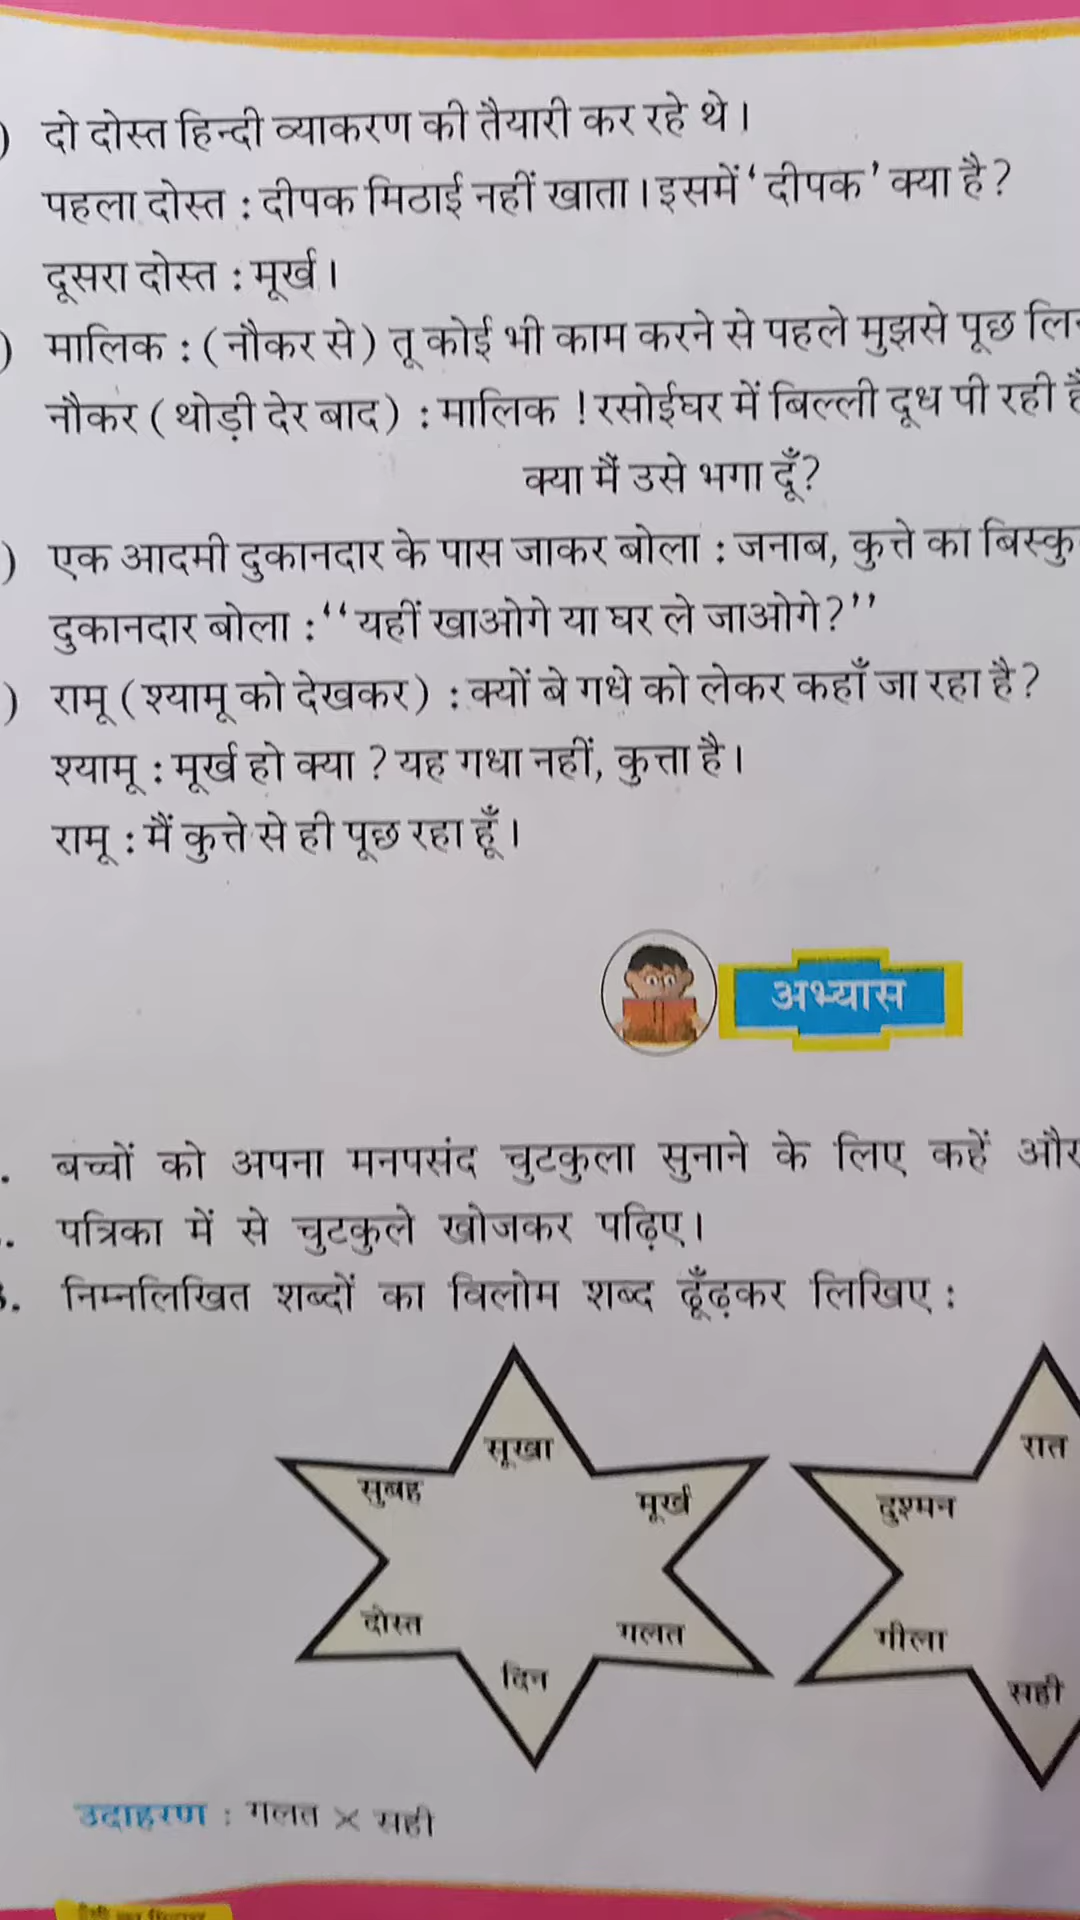 ) दो दोस्त हिन्दी व्याकरण की तैयारी कर रहे थे।
पहला दोस्त : दीपक मिठाई नहीं खाता। इसमें ‘दीपक’ क्या है?
दूसरा दोस्त : मूर्ख।
) मालिक : (नौकर से) तू कोई भी काम करने से पहले मुझसे पूछ
नौकर (थोड़ी देर बाद) : मालिक ! रसोईघर में बिल्ली दूध पी रही
क्या मैं उसे भगा दूँ?
) एक आदमी दुकानदार के पास जाकर बोला : जनाब, कुत्ते का
दुकानदार बोला : ‘‘यहीं खाओगे या घर ले जाओगे?’’
) रामू (श्यामू को देखकर) : क्यों बे गधे को लेकर कहाँ जा रहा है?
श्यामू : मूर्ख हो क्या ? यह गधा नहीं, कुत्ता है।
रामू : मैं कुत्ते से ही पूछ रहा हूँ।
अभ्यास
. बच्चों को अपना मनपसंद चुटकुला सुनाने के लिए कहें और
. पत्रिका में से चुटकुले खोजकर पढ़िए।
3. निम्नलिखित शब्दों का विलोम शब्द ढूँढ़कर लिखिए :
सूखा
सुबह
मूर्ख
दोस्त
गलत
दिन
रात
दुश्मन
गीला
सही
उदाहरण : गलत × सही